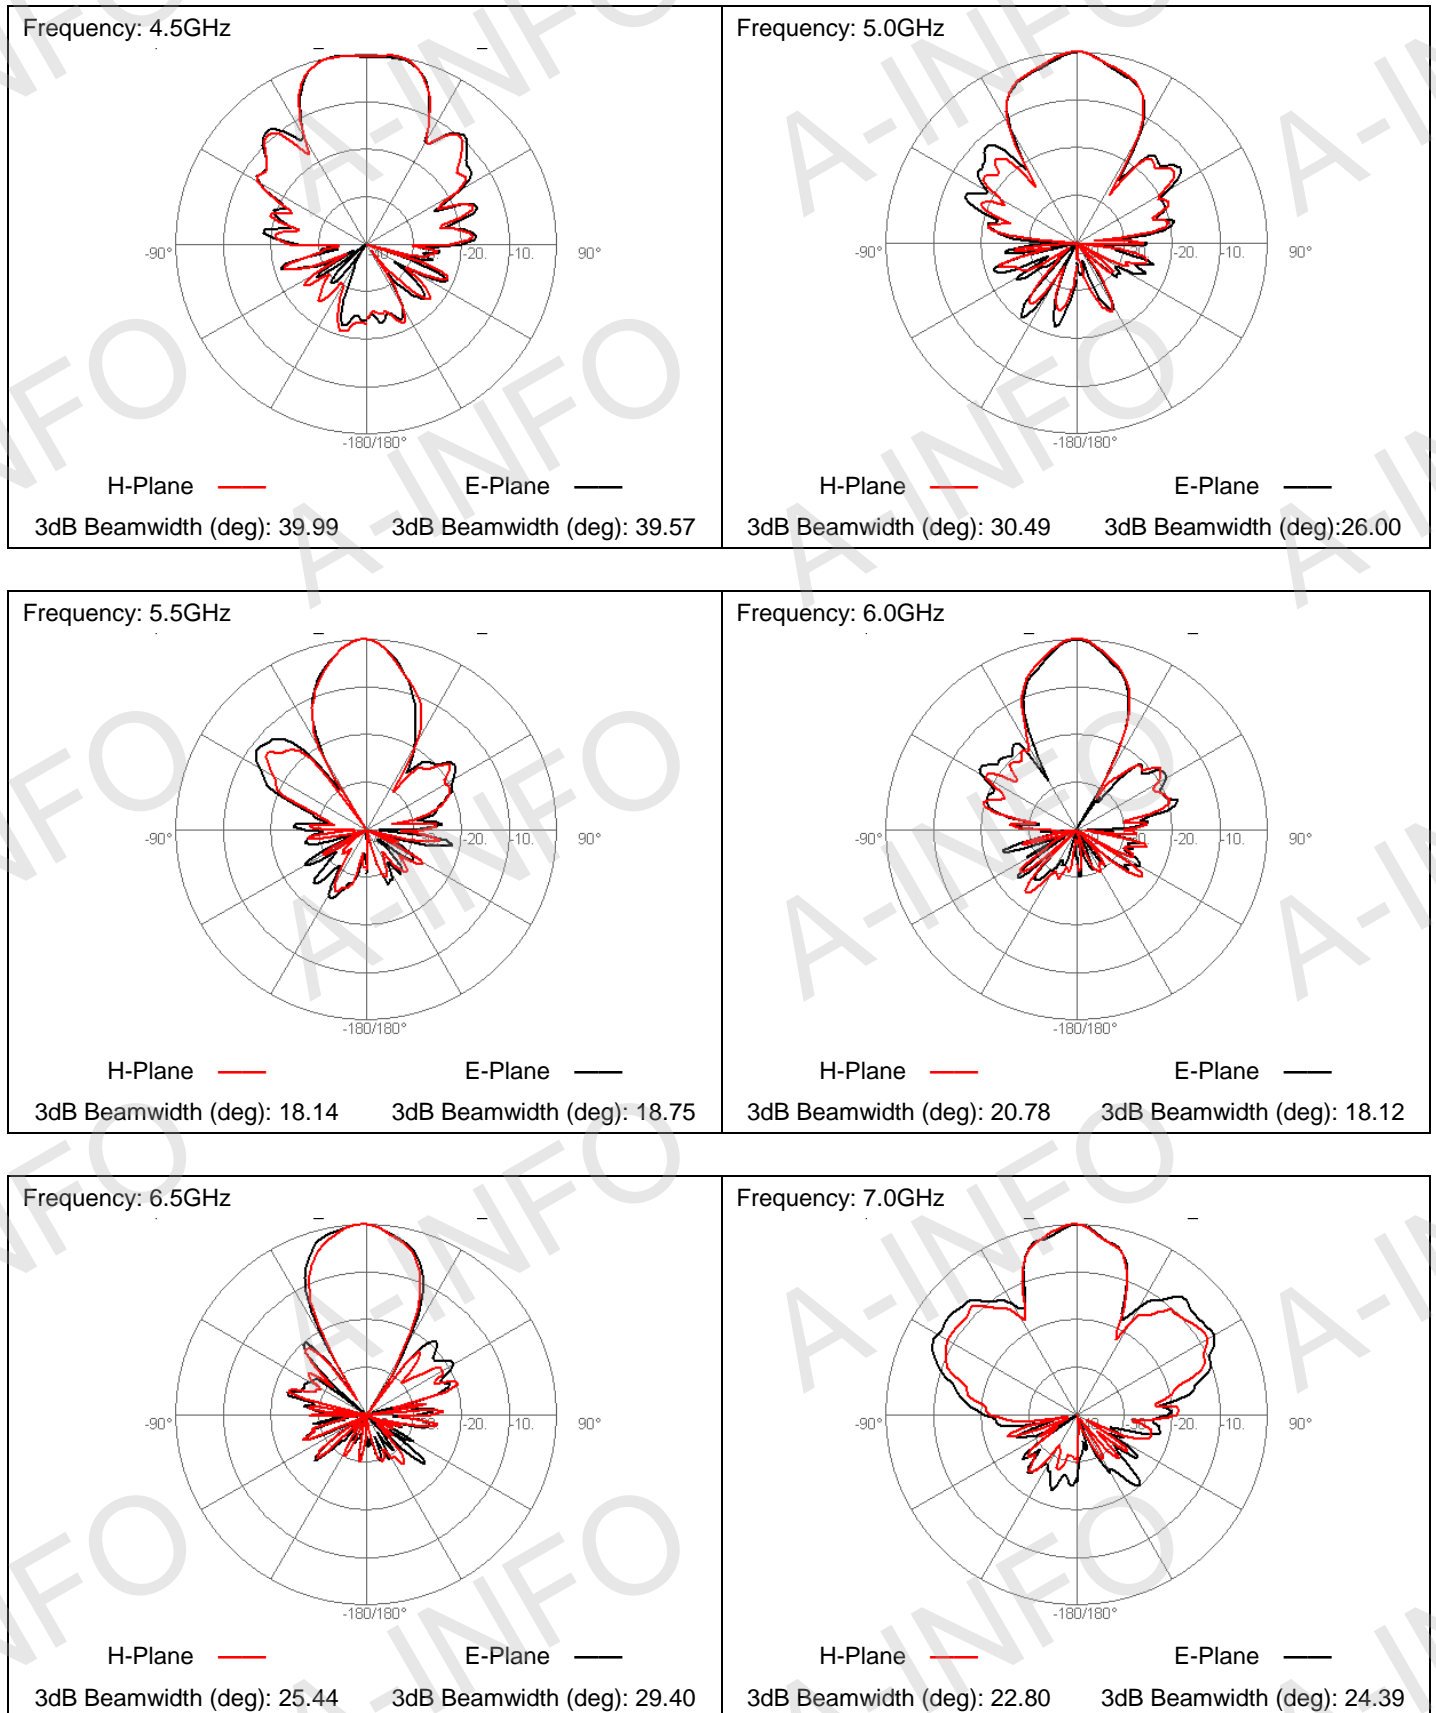 Frequency: 4.5GHz
-90° -20. -10. 90°
-180/180°
H-Plane E-Plane
3dB Beamwidth (deg): 39.99 3dB Beamwidth (deg): 39.57
Frequency: 5.0GHz
-90° -20. -10. 90°
-180/180°
H-Plane E-Plane
3dB Beamwidth (deg): 30.49 3dB Beamwidth (deg):26.00
Frequency: 5.5GHz
-90° -20. -10. 90°
-180/180°
H-Plane E-Plane
3dB Beamwidth (deg): 18.14 3dB Beamwidth (deg): 18.75
Frequency: 6.0GHz
-90° -20. -10. 90°
-180/180°
H-Plane E-Plane
3dB Beamwidth (deg): 20.78 3dB Beamwidth (deg): 18.12
Frequency: 6.5GHz
-90° -20. -10. 90°
-180/180°
H-Plane E-Plane
3dB Beamwidth (deg): 25.44 3dB Beamwidth (deg): 29.40
Frequency: 7.0GHz
-90° -20. -10. 90°
-180/180°
H-Plane E-Plane
3dB Beamwidth (deg): 22.80 3dB Beamwidth (deg): 24.39
A-INFO